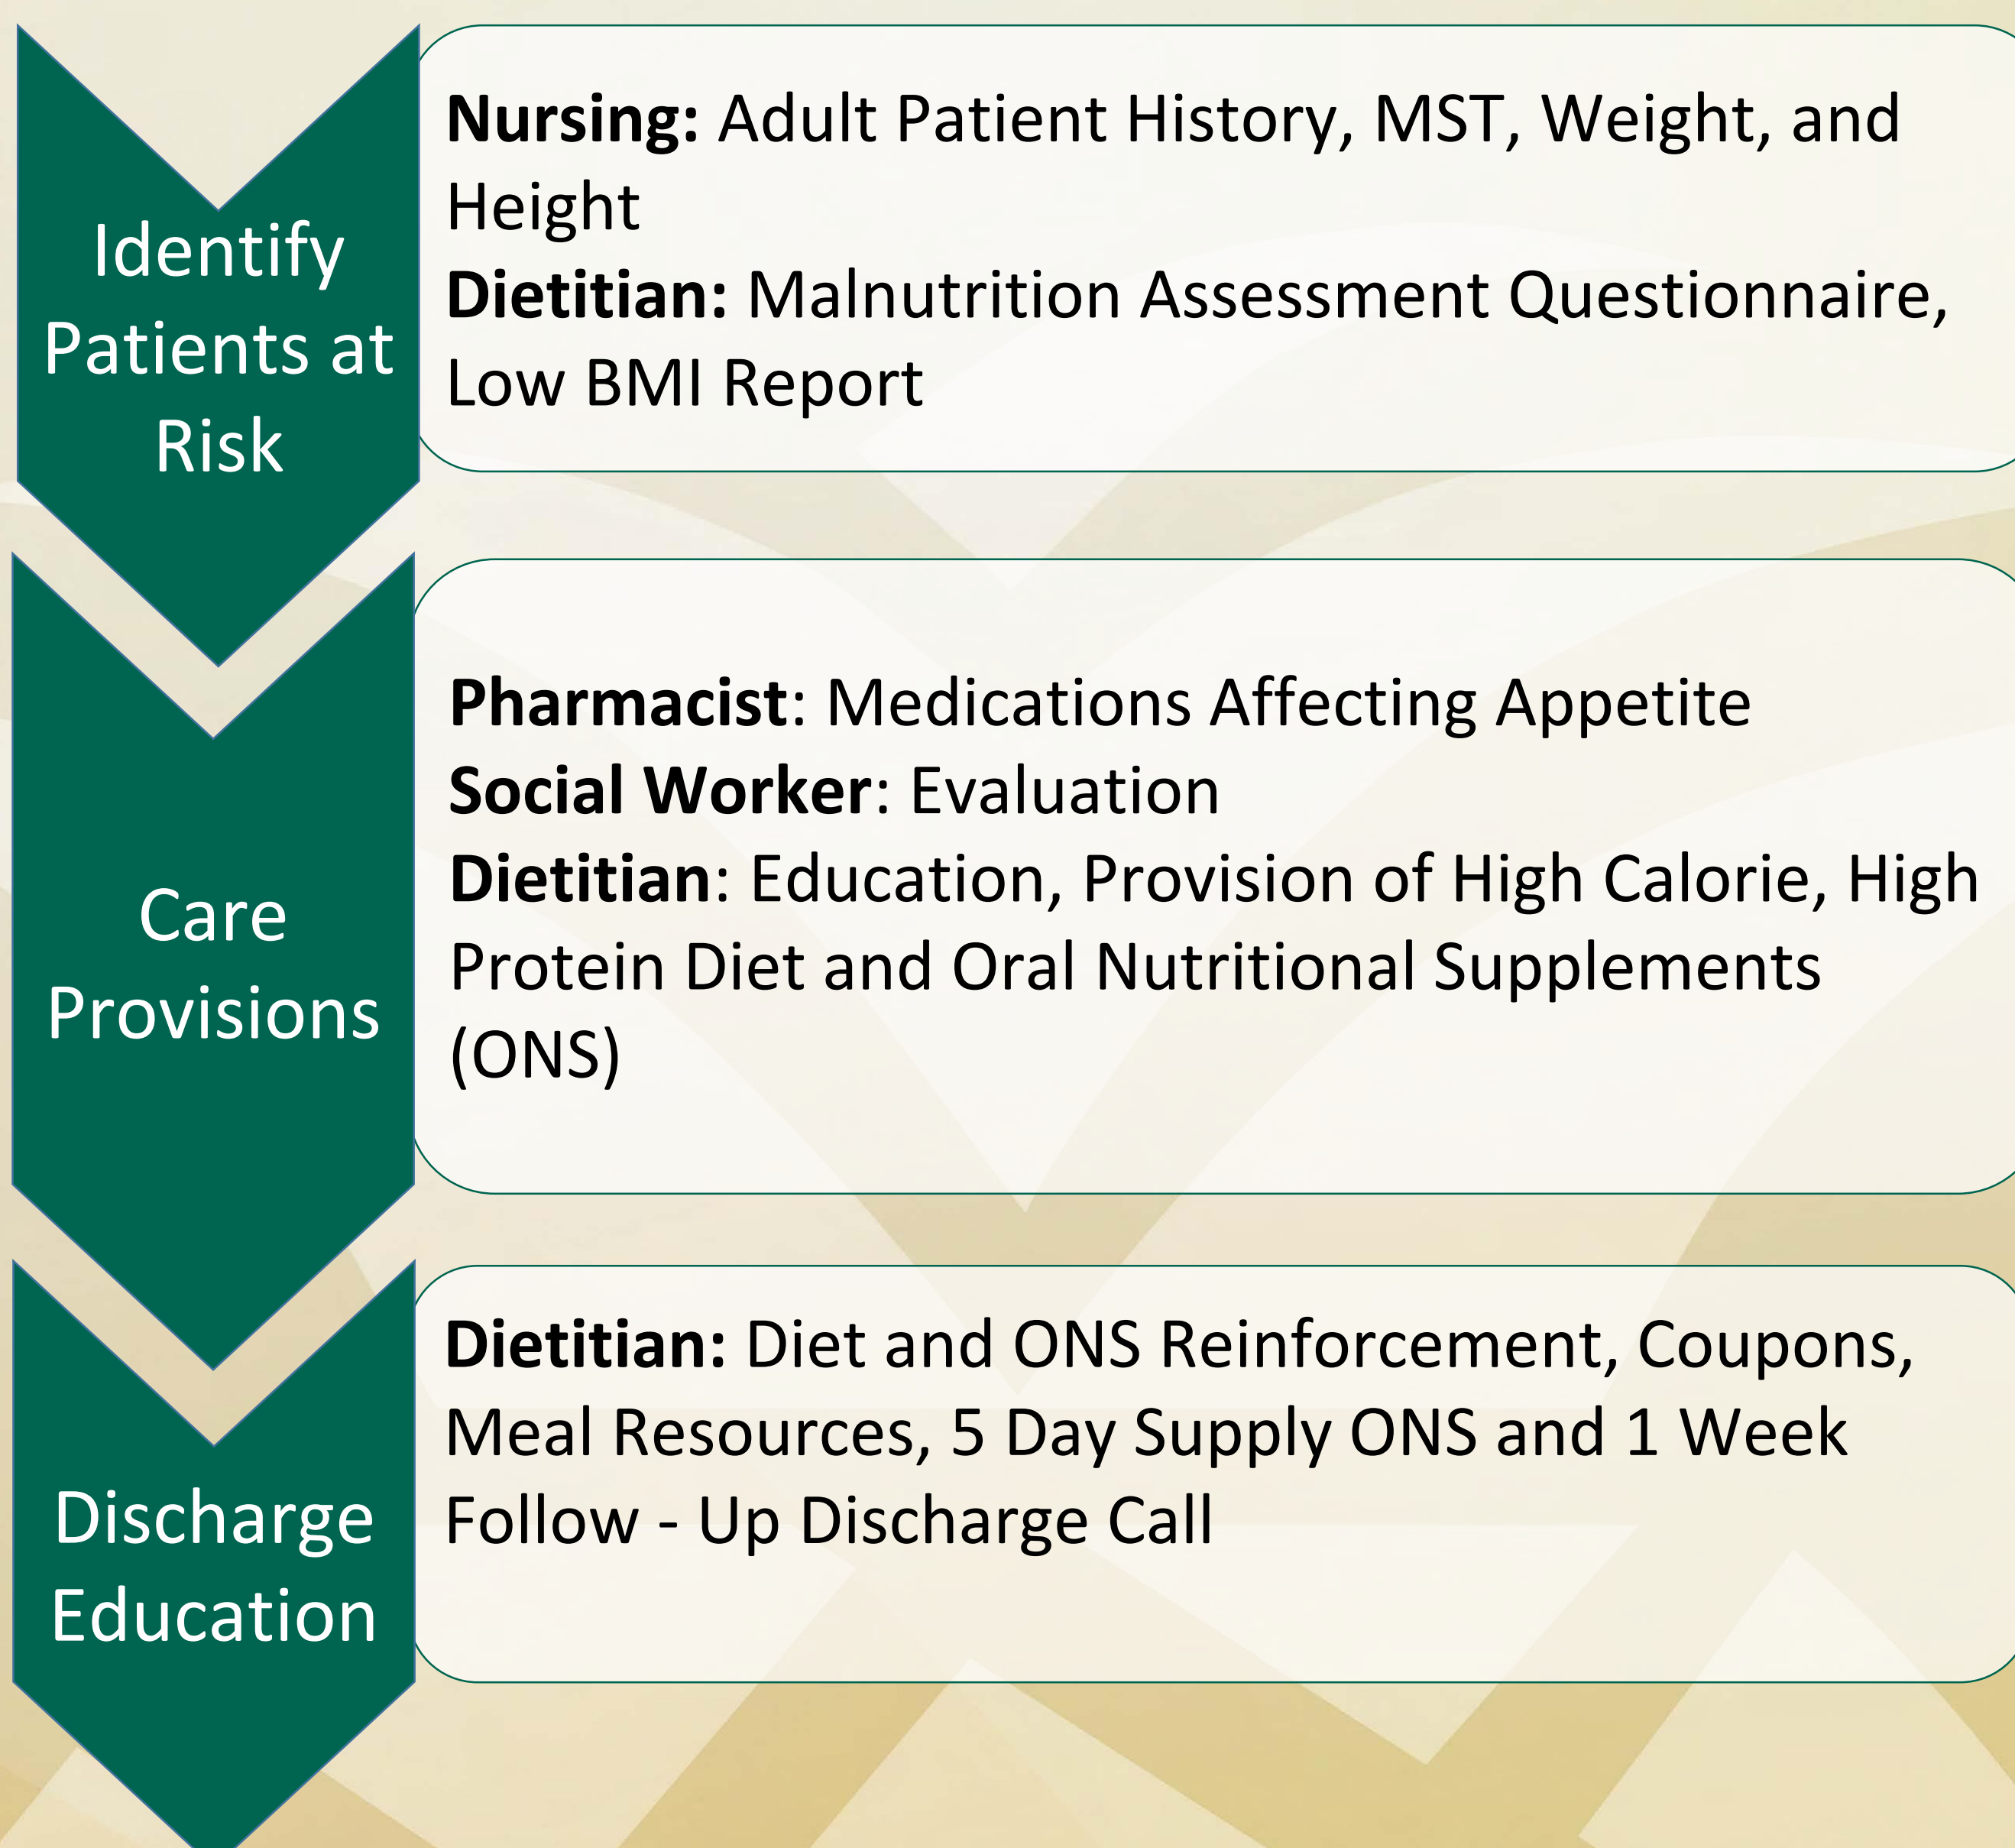 Identify
Patients at
Risk
Nursing: Adult Patient History, MST, Weight, and
Height
Dietitian: Malnutrition Assessment Questionnaire,
Low BMI Report
Care
Provisions
Pharmacist: Medications Affecting Appetite
Social Worker: Evaluation
Dietitian: Education, Provision of High Calorie, High
Protein Diet and Oral Nutritional Supplements
(ONS)
Discharge
Education
Dietitian: Diet and ONS Reinforcement, Coupons,
Meal Resources, 5 Day Supply ONS and 1 Week
Follow - Up Discharge Call